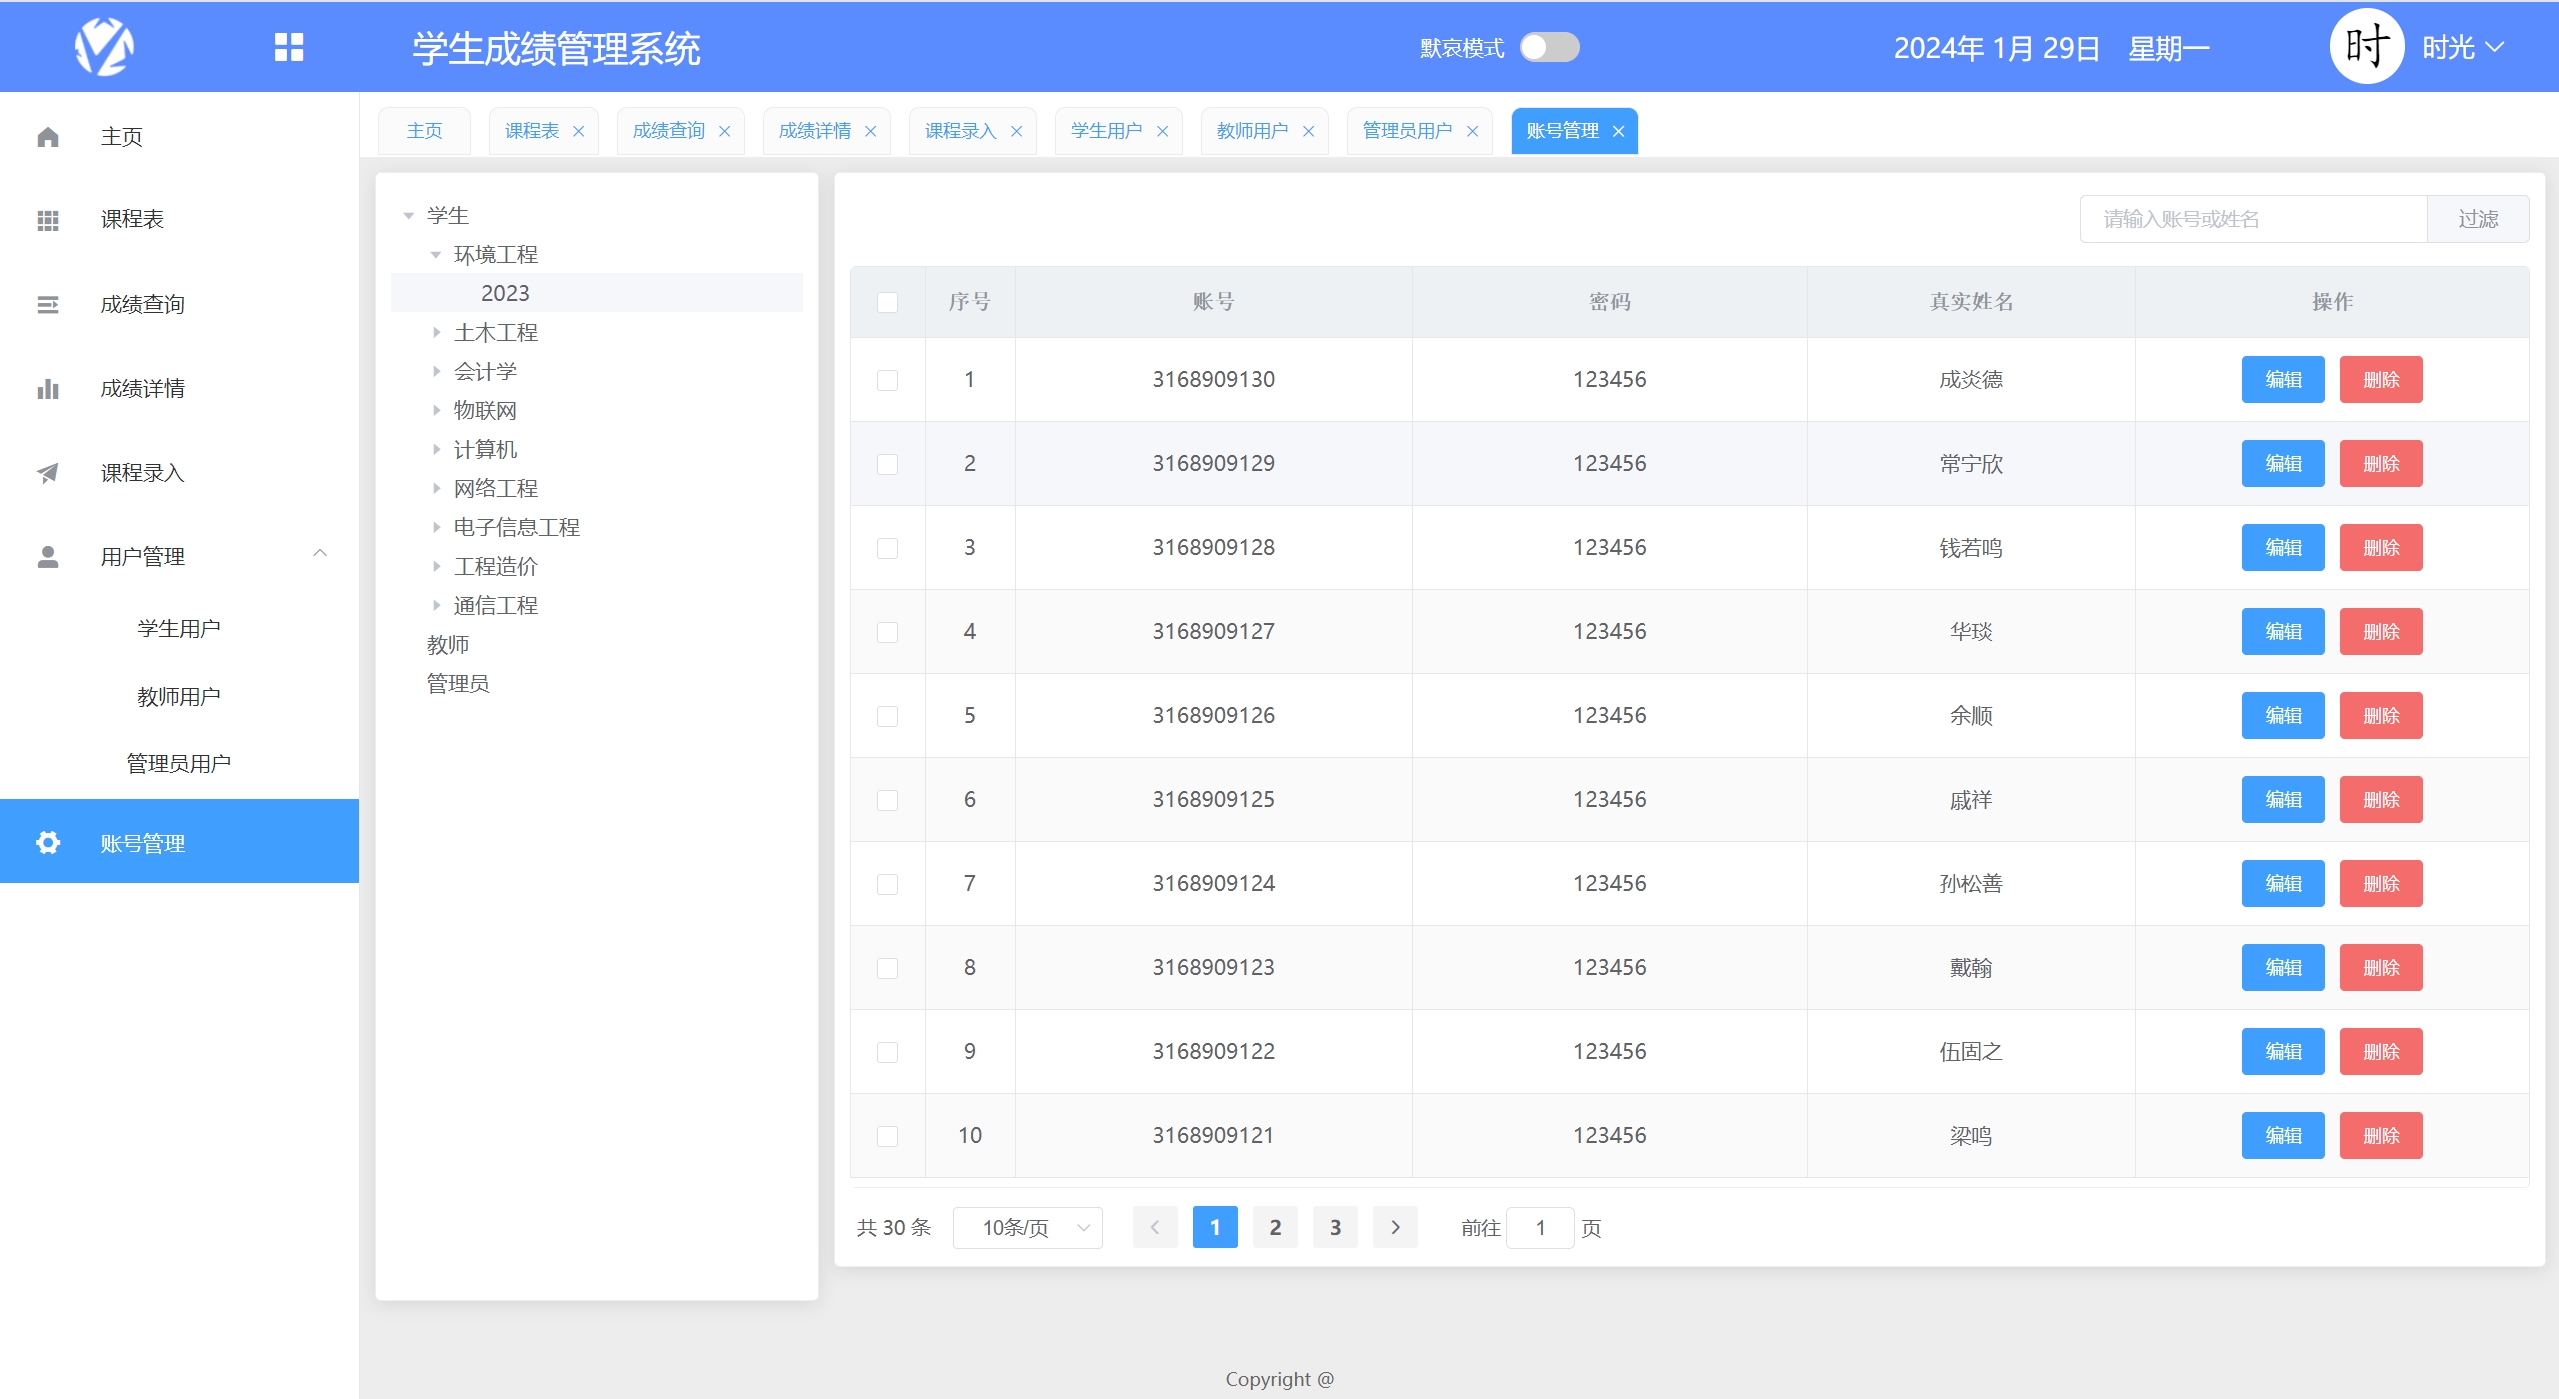 学生成绩管理系统
默哀模式
2024年 1月 29日 星期一
时
时光
主页
课程表
成绩查询
成绩详情
课程录入
用户管理
学生用户
教师用户
管理员用户
账号管理
主页 课程表 成绩查询 成绩详情 课程录入 学生用户 教师用户 管理员用户 账号管理
学生
环境工程
2023
土木工程
会计学
物联网
计算机
网络工程
电子信息工程
工程造价
通信工程
教师
管理员
请输入账号或姓名 过滤
序号 账号 密码 真实姓名 操作
1 3168909130 123456 成炎德 编辑 删除
2 3168909129 123456 常宁欣 编辑 删除
3 3168909128 123456 钱若鸣 编辑 删除
4 3168909127 123456 华琰 编辑 删除
5 3168909126 123456 余顺 编辑 删除
6 3168909125 123456 戚祥 编辑 删除
7 3168909124 123456 孙松善 编辑 删除
8 3168909123 123456 戴翰 编辑 删除
9 3168909122 123456 伍固之 编辑 删除
10 3168909121 123456 梁鸣 编辑 删除
共 30 条 10条/页 1 2 3 前往 1 页
Copyright @